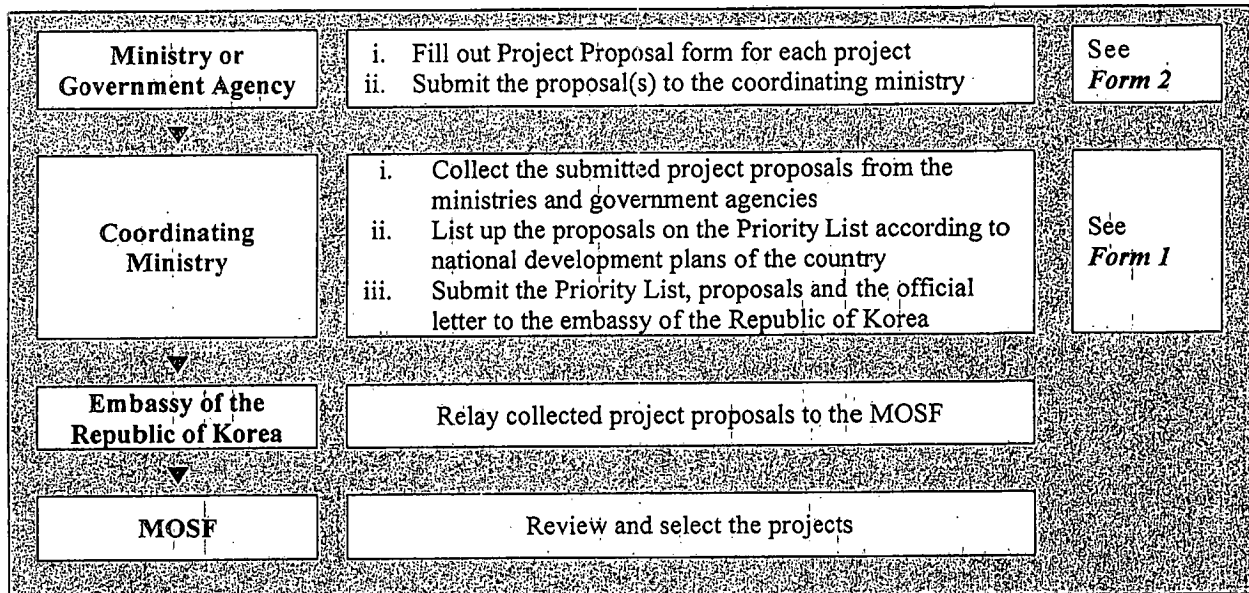 Ministry or
Government Agency
i. Fill out Project Proposal form for each project
ii. Submit the proposal(s) to the coordinating ministry
See
Form 2
Coordinating
Ministry
i. Collect the submitted project proposals from the
ministries and government agencies
ii. List up the proposals on the Priority List according to
national development plans of the country
iii. Submit the Priority List, proposals and the official
letter to the embassy of the Republic of Korea
See
Form 1
Embassy of the
Republic of Korea
Relay collected project proposals to the MOSF
MOSF
Review and select the projects